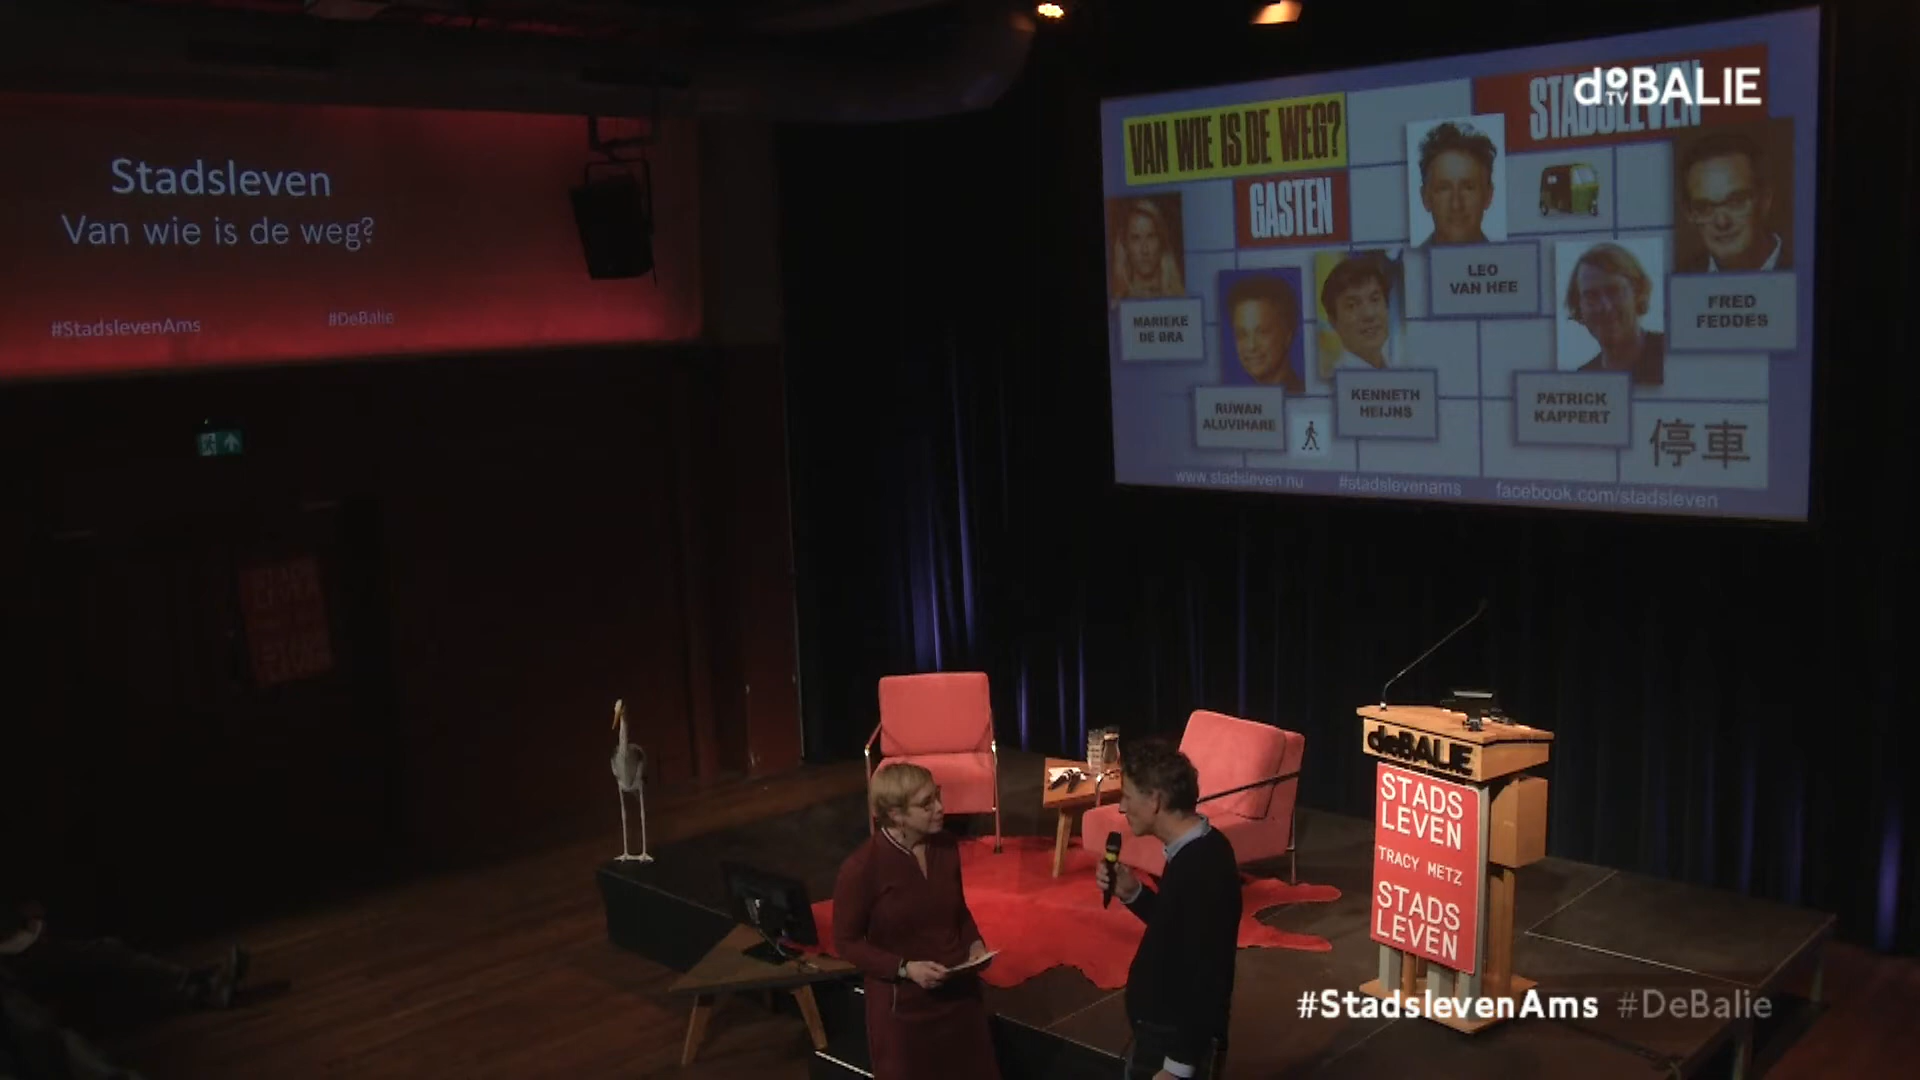 Stadsleven
Van wie is de weg?
#StadslevenAms
#DeBalie
deBALIE
TV
STADSLEVEN
VAN WIE IS DE WEG?
GASTEN
MARIEKE
DE BRA
RUWAN
ALUVIHARE
KENNETH
HEIJNS
LEO
VAN HEE
PATRICK
KAPPERT
FRED
FEDDES
停車
www.stadsleven.nu
#stadslevenams
facebook.com/stadsleven
deBALIE
STADS
LEVEN
TRACY METZ
STADS
LEVEN
#StadslevenAms #DeBalie